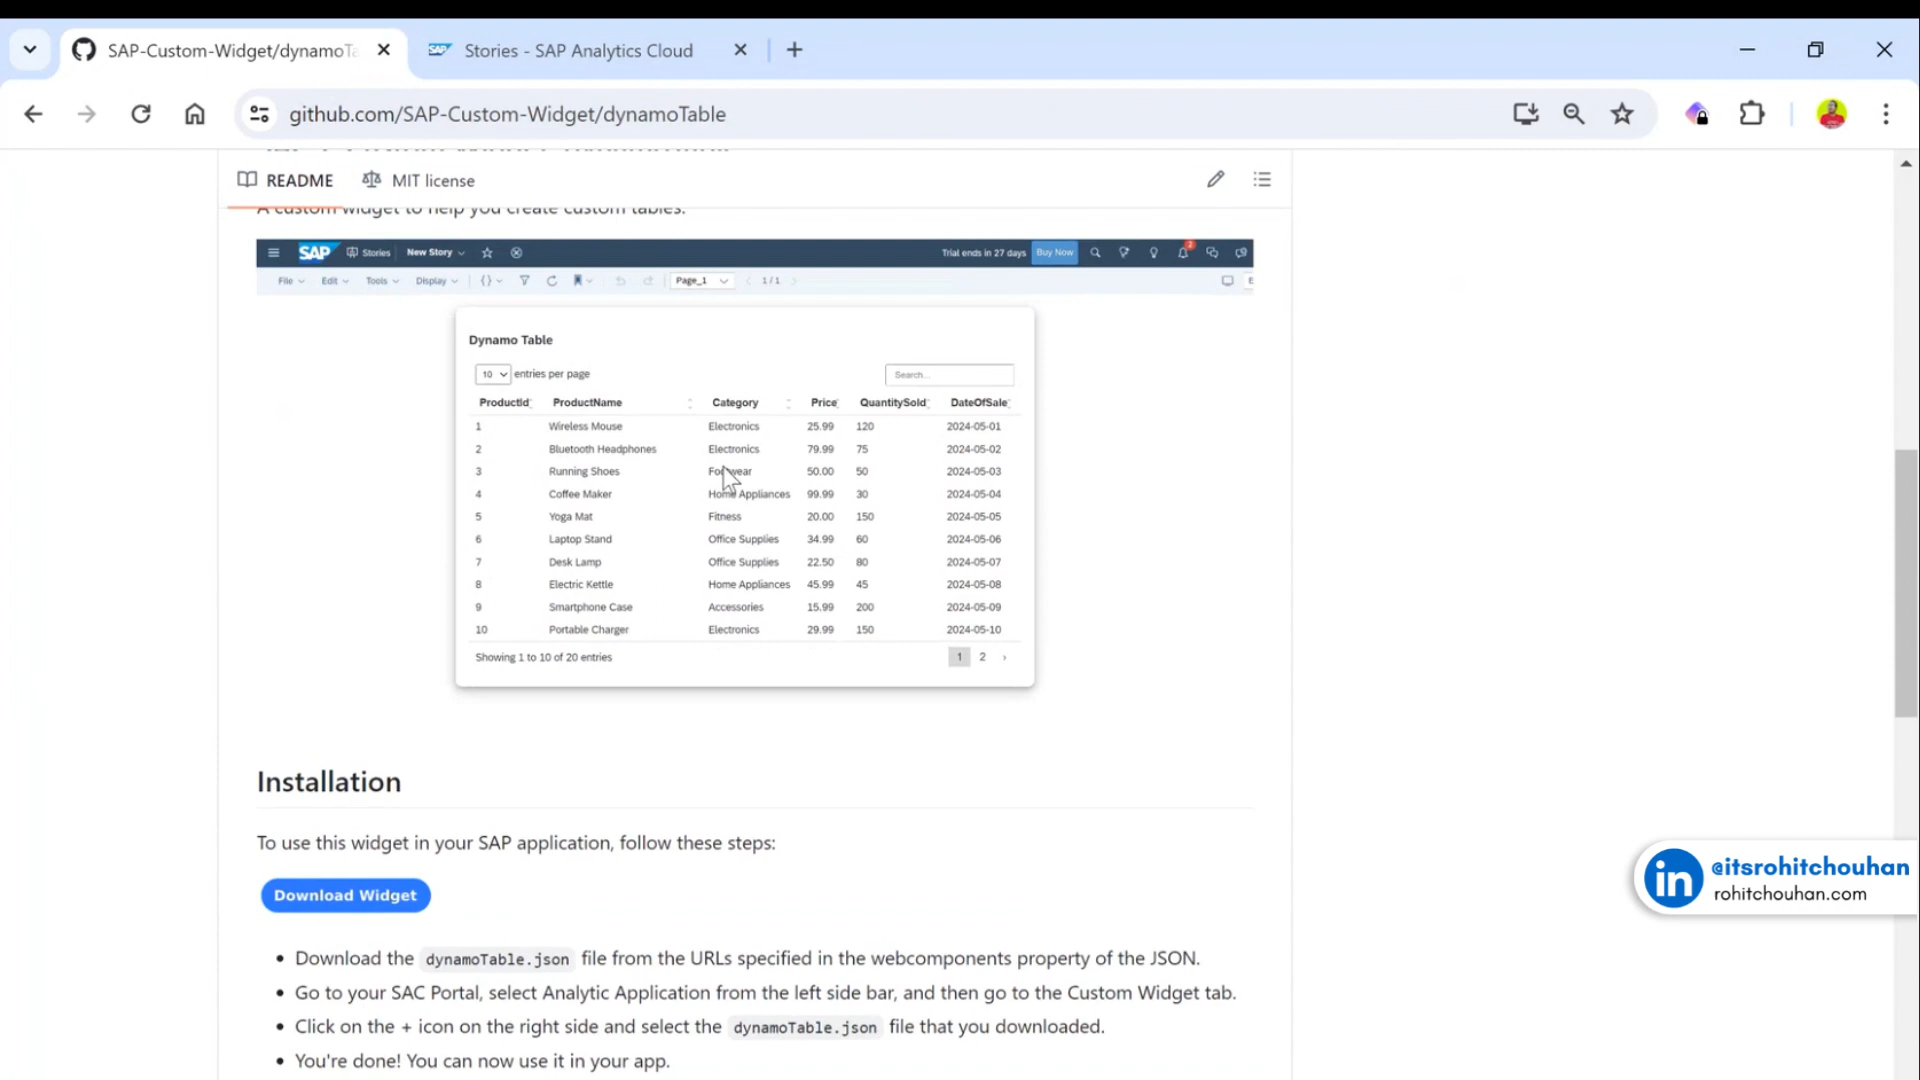 SAP-Custom-Widget/dynamoTa
SAP Stories - SAP Analytics Cloud
github.com/SAP-Custom-Widget/dynamoTable
README MIT license
A custom widget to help you create custom tables.
SAP Stories New Story Trial ends in 27 days Buy Now 2
File Edit Tools Display Page_1 1/1
Dynamo Table
10 entries per page Search...
ProductId ProductName Category Price QuantitySold DateOfSale
1 Wireless Mouse Electronics 25.99 120 2024-05-01
2 Bluetooth Headphones Electronics 79.99 75 2024-05-02
3 Running Shoes Footwear 50.00 50 2024-05-03
4 Coffee Maker Home Appliances 99.99 30 2024-05-04
5 Yoga Mat Fitness 20.00 150 2024-05-05
6 Laptop Stand Office Supplies 34.99 60 2024-05-06
7 Desk Lamp Office Supplies 22.50 80 2024-05-07
8 Electric Kettle Home Appliances 45.99 45 2024-05-08
9 Smartphone Case Accessories 15.99 200 2024-05-09
10 Portable Charger Electronics 29.99 150 2024-05-10
Showing 1 to 10 of 20 entries 1 2 ›
Installation
To use this widget in your SAP application, follow these steps:
Download Widget
• Download the dynamoTable.json file from the URLs specified in the webcomponents property of the JSON.
• Go to your SAC Portal, select Analytic Application from the left side bar, and then go to the Custom Widget tab.
• Click on the + icon on the right side and select the dynamoTable.json file that you downloaded.
• You're done! You can now use it in your app.
in @itsrohitchouhan
rohitchouhan.com